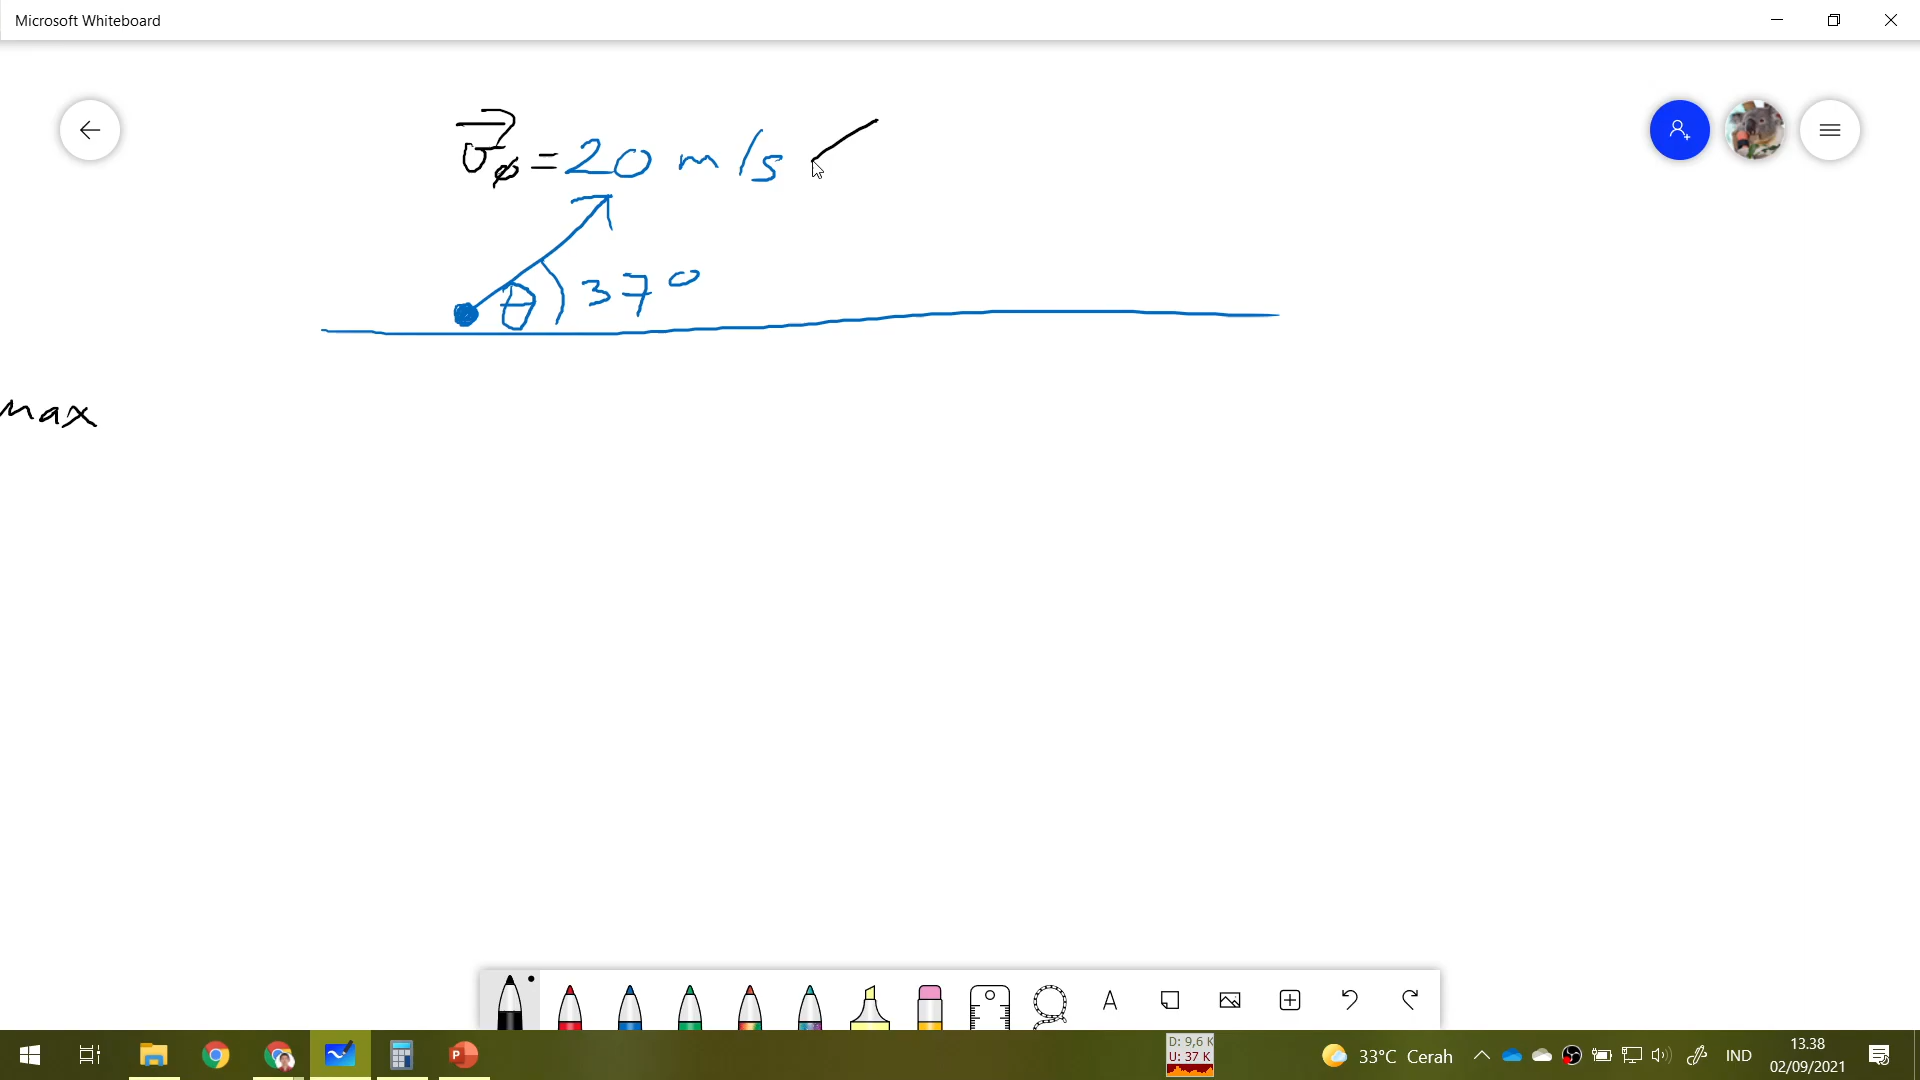 Microsoft Whiteboard
v⃗₀ = 20 m/s
θ 37°
max
A
P
D: 9,6 K
U: 37 K
33°C Cerah
IND
13.38
02/09/2021